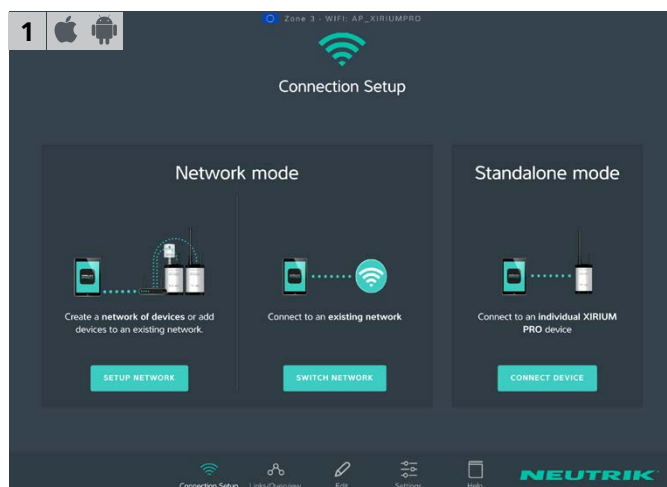 1
Zone 3 - WIFI: AP_XIRIUMPRO
Connection Setup
Network mode
Standalone mode
Create a network of devices or add
devices to an existing network.
Connect to an existing network
Connect to an individual XIRIUM
PRO device
SETUP NETWORK
SWITCH NETWORK
CONNECT DEVICE
Connection Setup
Links/Overview
Edit
Settings
Help
NEUTRIK